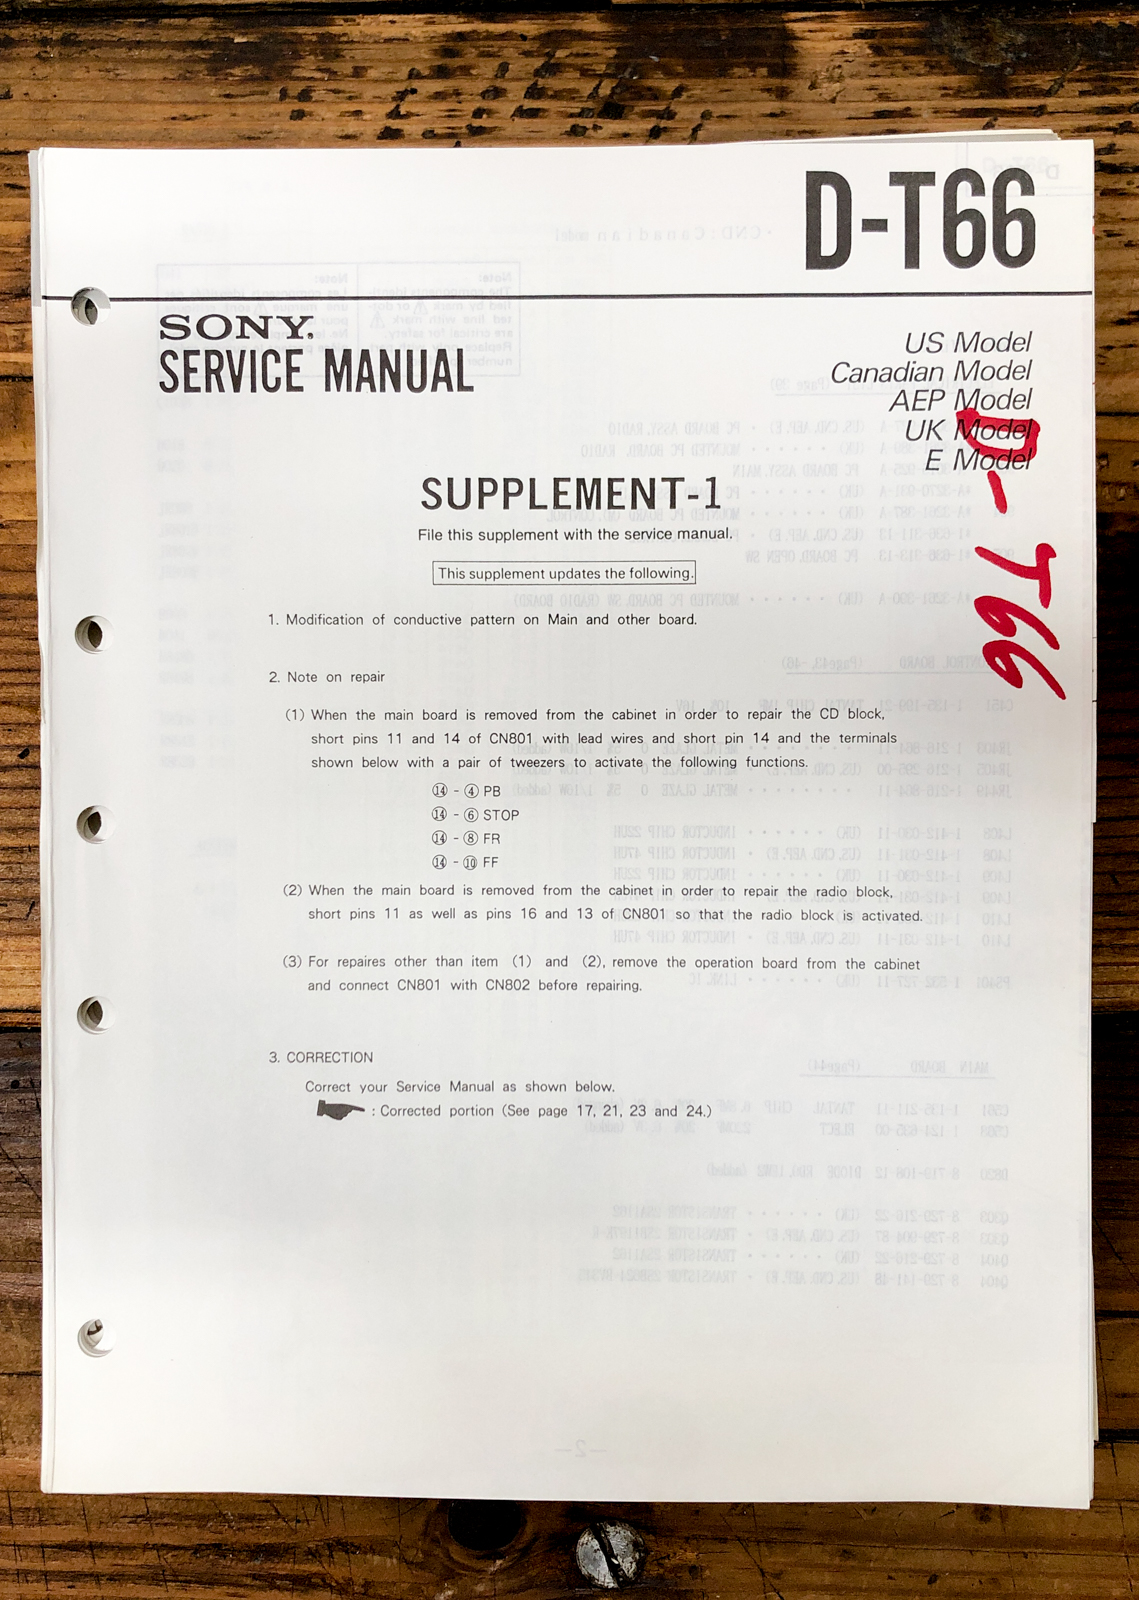 D-T66
SONY.
SERVICE MANUAL
US Model
Canadian Model
AEP Model
UK Model
E Model
D-T66
SUPPLEMENT-1
File this supplement with the service manual.
This supplement updates the following.
1. Modification of conductive pattern on Main and other board.
2. Note on repair
(1) When the main board is removed from the cabinet in order to repair the CD block,
short pins 11 and 14 of CN801 with lead wires and short pin 14 and the terminals
shown below with a pair of tweezers to activate the following functions.
⑭ - ④ PB
⑭ - ⑥ STOP
⑭ - ⑧ FR
⑭ - ⑩ FF
(2) When the main board is removed from the cabinet in order to repair the radio block,
short pins 11 as well as pins 16 and 13 of CN801 so that the radio block is activated.
(3) For repaires other than item (1) and (2), remove the operation board from the cabinet
and connect CN801 with CN802 before repairing.
3. CORRECTION
Correct your Service Manual as shown below.
: Corrected portion (See page 17, 21, 23 and 24.)